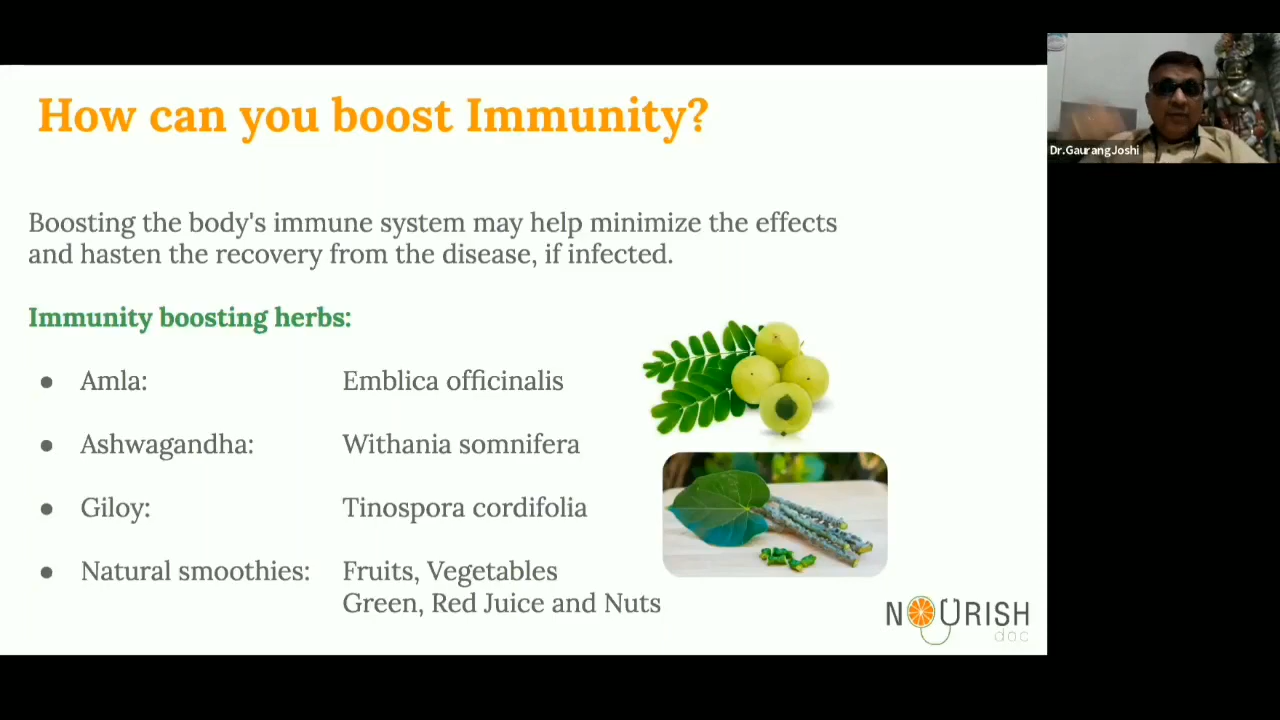 How can you boost Immunity?
Boosting the body's immune system may help minimize the effects
and hasten the recovery from the disease, if infected.
Immunity boosting herbs:
● Amla: Emblica officinalis
● Ashwagandha: Withania somnifera
● Giloy: Tinospora cordifolia
● Natural smoothies: Fruits, Vegetables
Green, Red Juice and Nuts
NOURISH
doc
Dr.GaurangJoshi